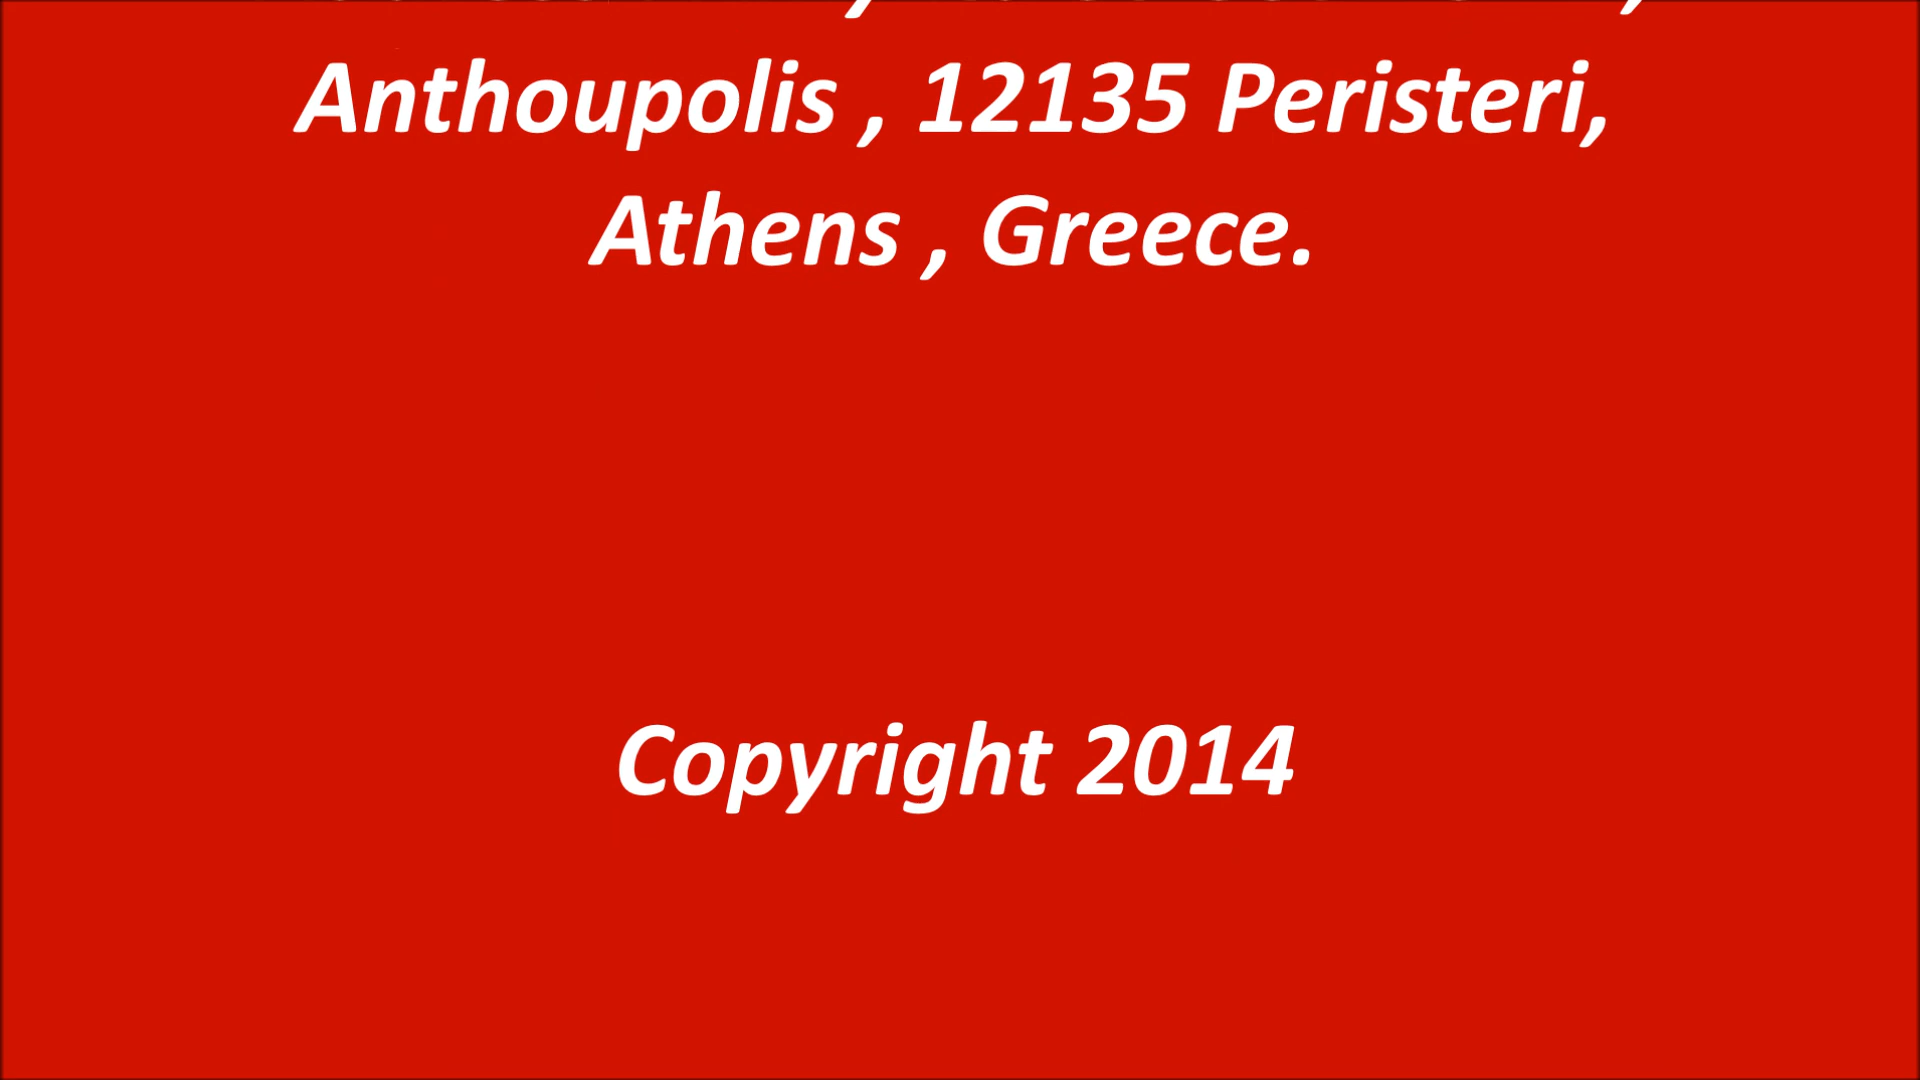 Anthoupolis , 12135 Peristeri,
Athens , Greece.
Copyright 2014